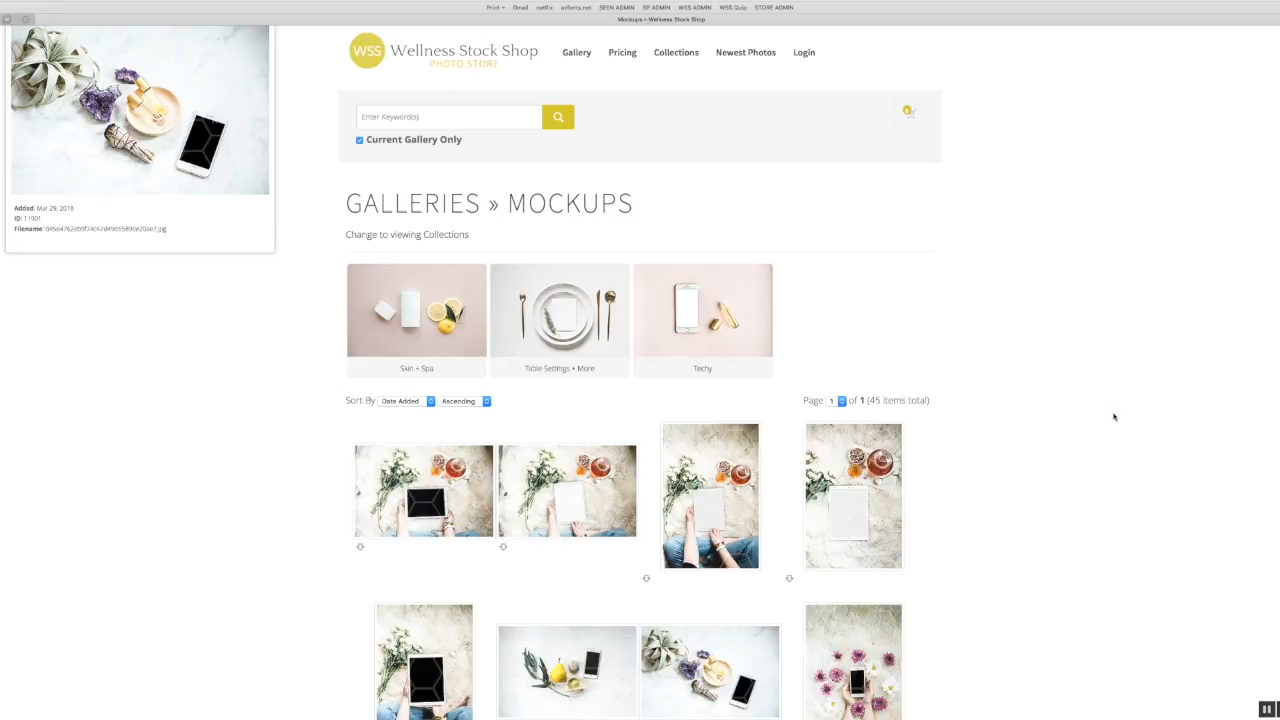 Print Gmail netflix azfonts.net SEEN ADMIN SP ADMIN WSS ADMIN WSS Quip STORE ADMIN
Mockups – Wellness Stock Shop
WSS Wellness Stock Shop
PHOTO STORE
Gallery Pricing Collections Newest Photos Login
Enter Keyword(s)
Current Gallery Only
Added: Mar 29, 2018
ID: 11901
GALLERIES » MOCKUPS
Change to viewing Collections
Skin + Spa Table Settings + More Techy
Sort By Date Added Ascending Page 1 of 1 (45 items total)